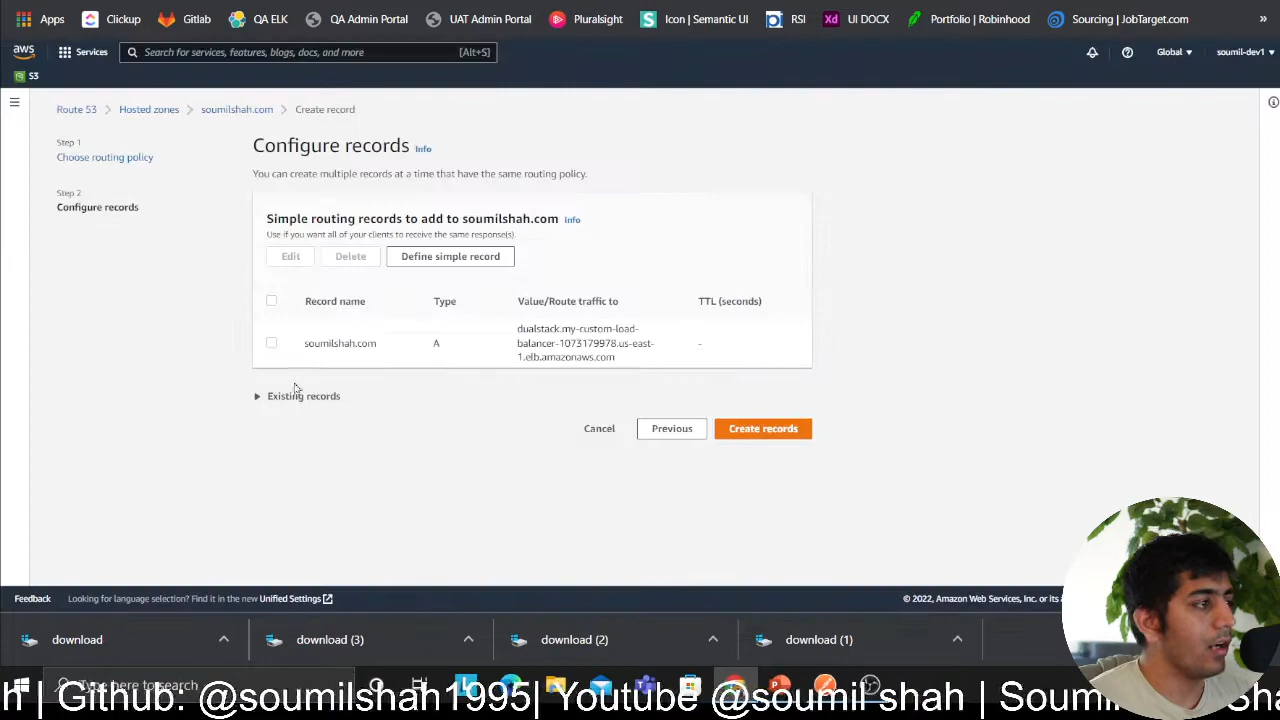 Apps Clickup Gitlab QA ELK QA Admin Portal UAT Admin Portal Pluralsight Icon | Semantic UI RSI Xd UI DOCX Portfolio | Robinhood Sourcing | JobTarget.com »
aws Services Search for services, features, blogs, docs, and more [Alt+S] Global soumil-dev1
S3
Route 53 Hosted zones soumilshah.com Create record
Step 1
Choose routing policy
Step 2
Configure records
Configure records Info
You can create multiple records at a time that have the same routing policy.
Simple routing records to add to soumilshah.com Info
Use if you want all of your clients to receive the same response(s).
Edit Delete Define simple record
Record name Type Value/Route traffic to TTL (seconds)
soumilshah.com A dualstack.my-custom-load-
balancer-1073179978.us-east-
1.elb.amazonaws.com -
Existing records
Cancel Previous Create records
Feedback Looking for language selection? Find it in the new Unified Settings © 2022, Amazon Web Services, Inc. or its
download download (3) download (2) download (1)
Type here to search
h | Github: @soumilshah1995| Youtube @soumil shah | Soumil Sha